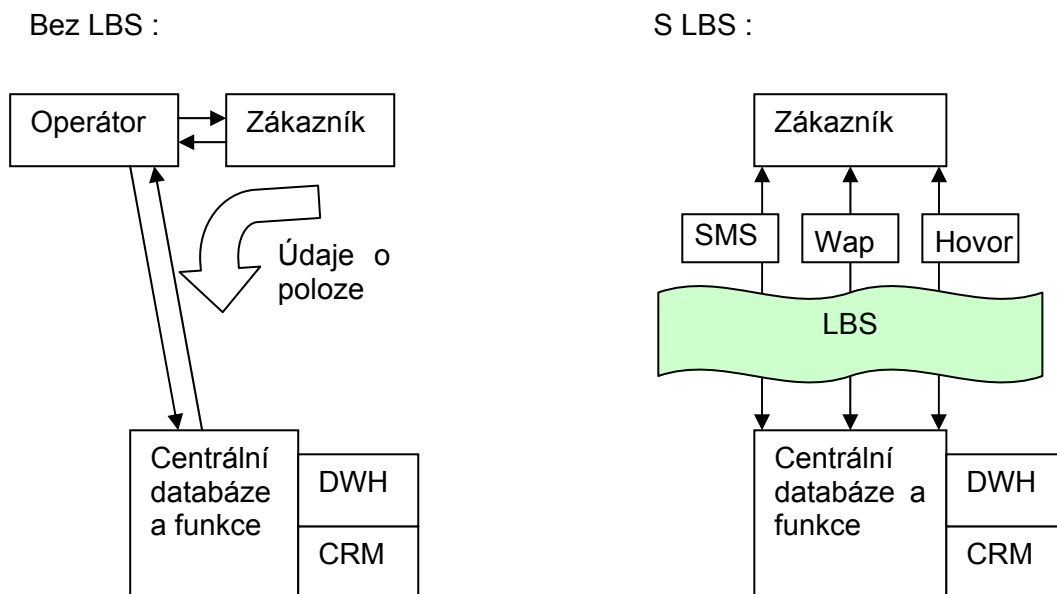 Bez LBS :
Operátor
Zákazník
Údaje o
poloze
Centrální
databáze
a funkce
DWH
CRM
S LBS :
Zákazník
SMS
Wap
Hovor
LBS
Centrální
databáze a
funkce
DWH
CRM